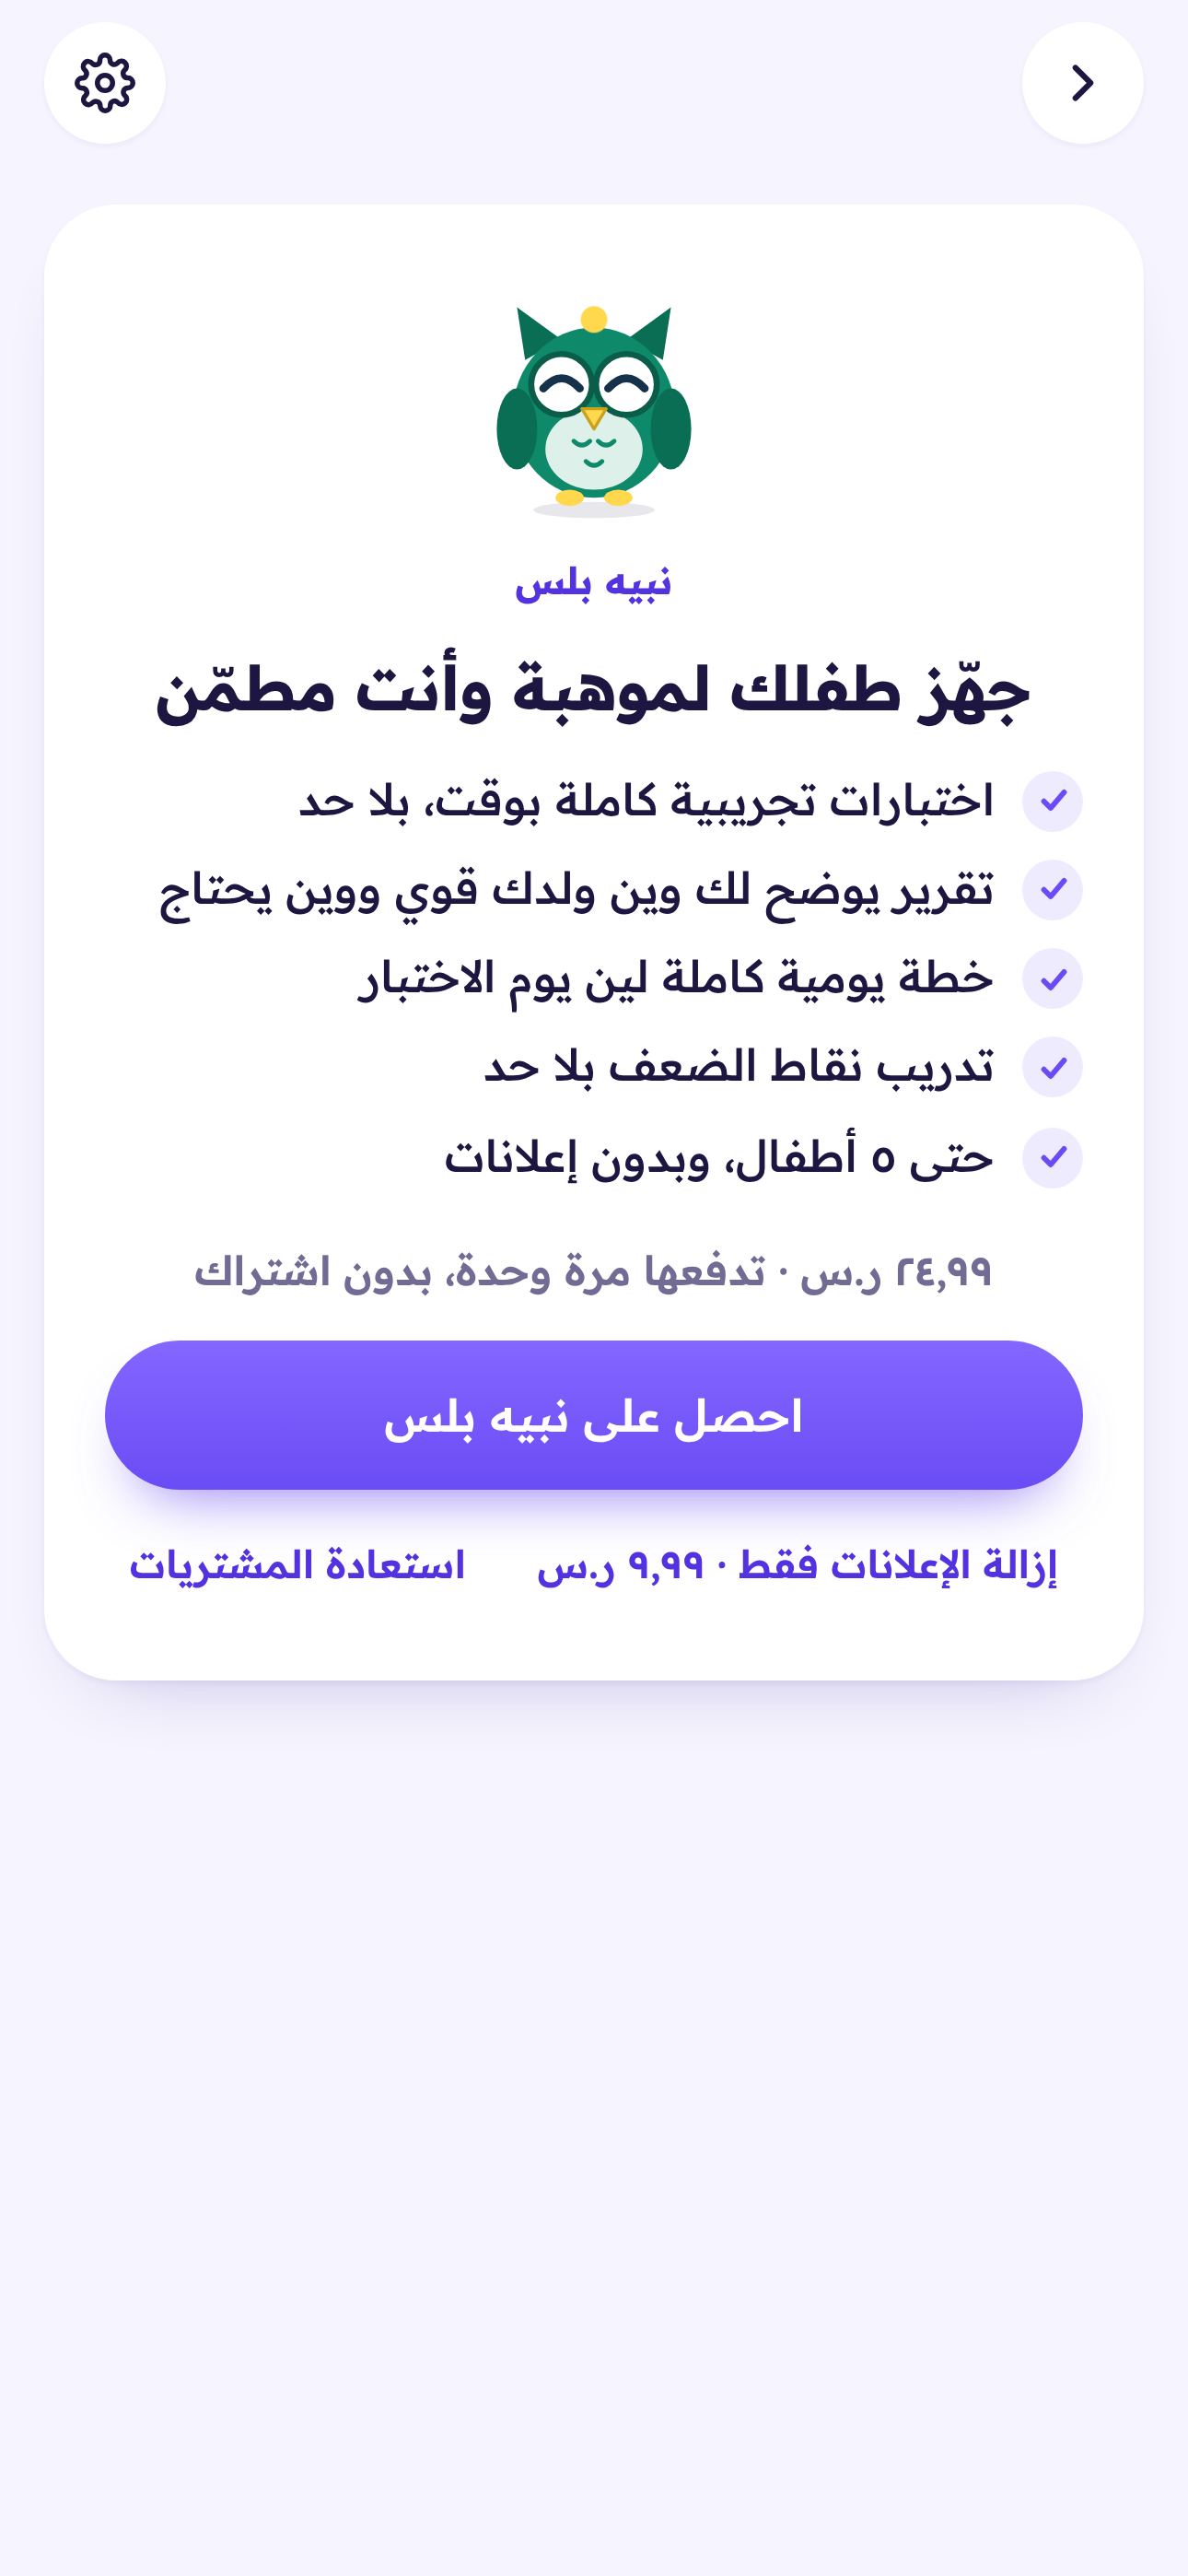 نبيه بلس
جهّز طفلك لموهبة وأنت مطمّن
اختبارات تجريبية كاملة بوقت، بلا حد
تقرير يوضح لك وين ولدك قوي ووين يحتاج
خطة يومية كاملة لين يوم الاختبار
تدريب نقاط الضعف بلا حد
حتى ٥ أطفال، وبدون إعلانات
٢٤,٩٩ ر.س · تدفعها مرة وحدة، بدون اشتراك
احصل على نبيه بلس
إزالة الإعلانات فقط · ٩,٩٩ ر.س
استعادة المشتريات